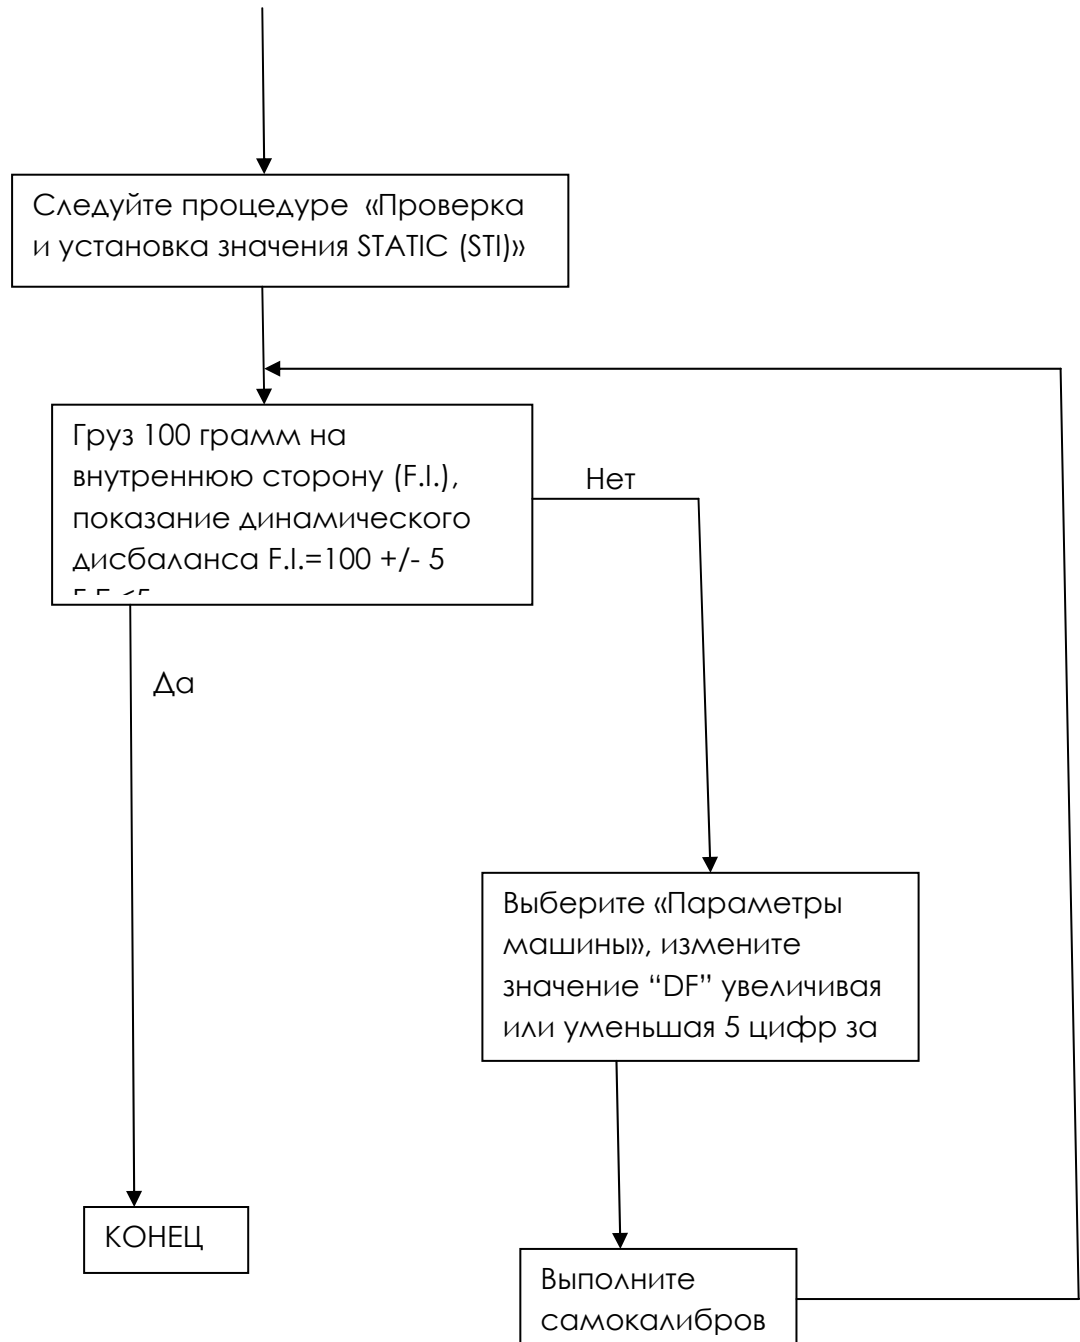 Следуйте процедуре «Проверка
и установка значения STATIC (STI)»
Груз 100 грамм на
внутреннюю сторону (F.I.),
показание динамического
дисбаланса F.I.=100 +/- 5
Нет
Да
Выберите «Параметры
машины», измените
значение “DF” увеличивая
или уменьшая 5 цифр за
КОНЕЦ
Выполните
самокалибров